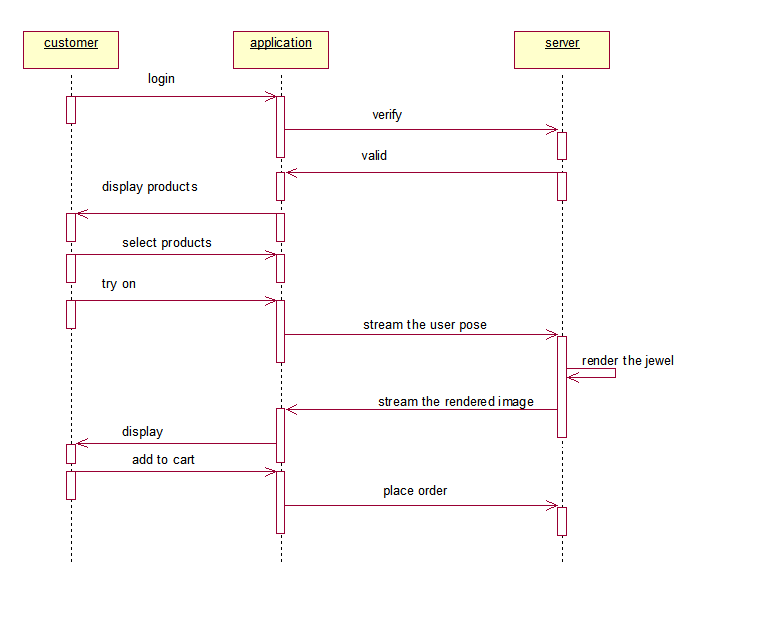 customer
application
server
login
verify
valid
display products
select products
try on
stream the user pose
render the jewel
stream the rendered image
display
add to cart
place order